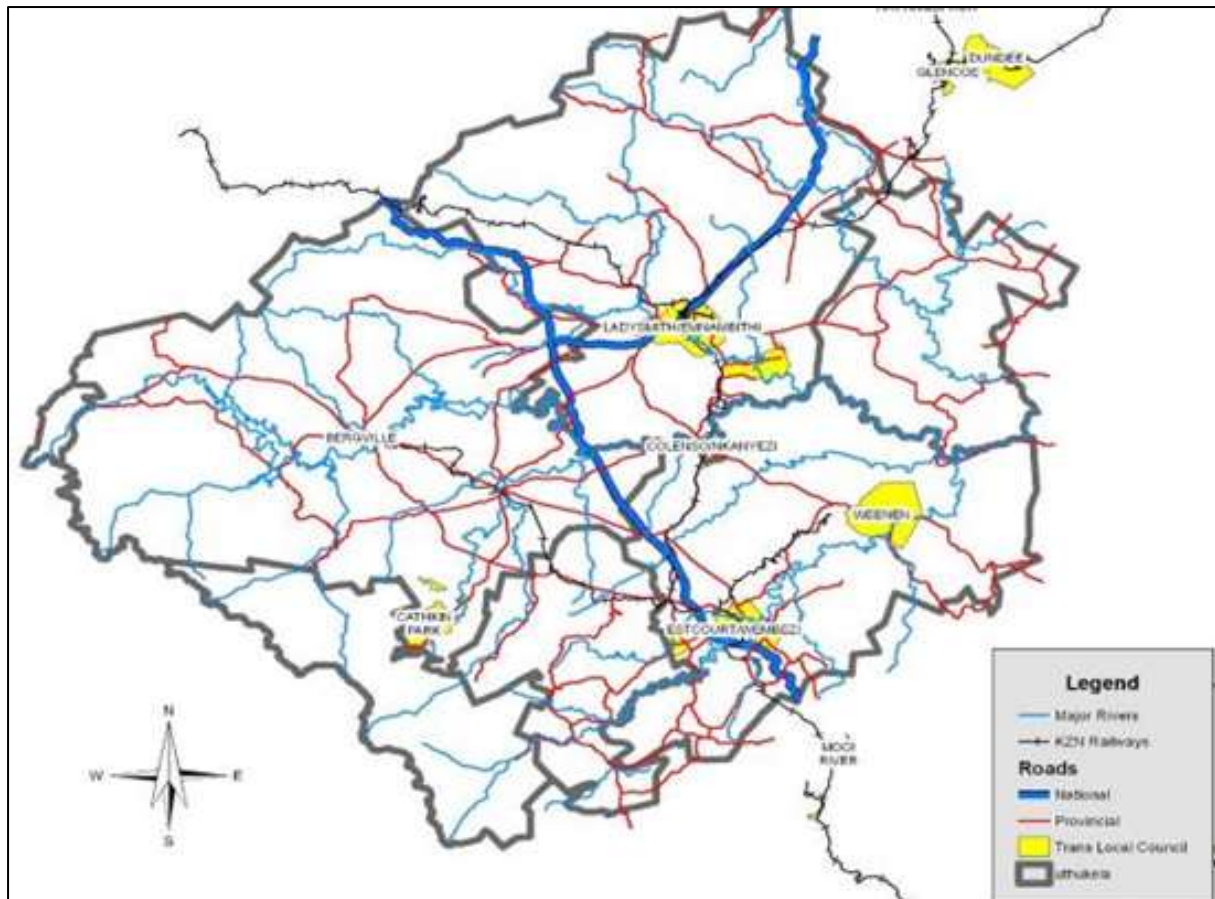 DUNDEE
GLENCOE
LADYSMITH/EMNAMBITHI
BERGVILLE
COLENSO/NKANYEZI
WEENEN
CATHKIN
PARK
ESTCOURT/MEMBEZI
MOOI
RIVER
N
W
E
S
Legend
Major Rivers
KZN Railways
Roads
National
Provincial
Trans Local Council
uthukela